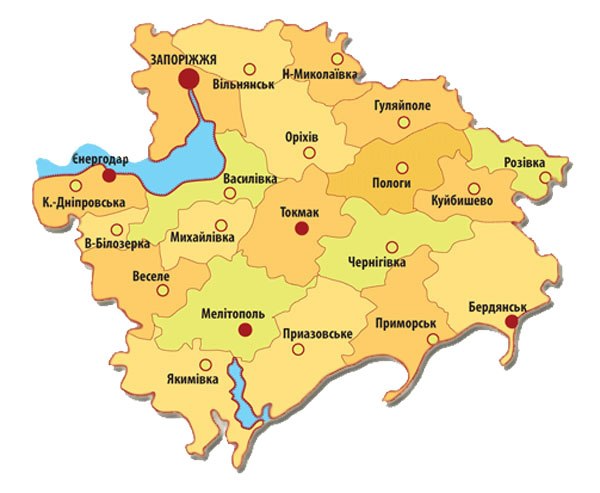 ЗАПОРІЖЖЯ
Вільнянськ
Н-Миколаївка
Гуляйполе
Оріхів
Розівка
Енергодар
Василівка
Пологи
К.-Дніпровська
Куйбишево
Токмак
В-Білозерка
Михайлівка
Чернігівка
Веселе
Мелітополь
Бердянськ
Приазовське
Приморськ
Якимівка